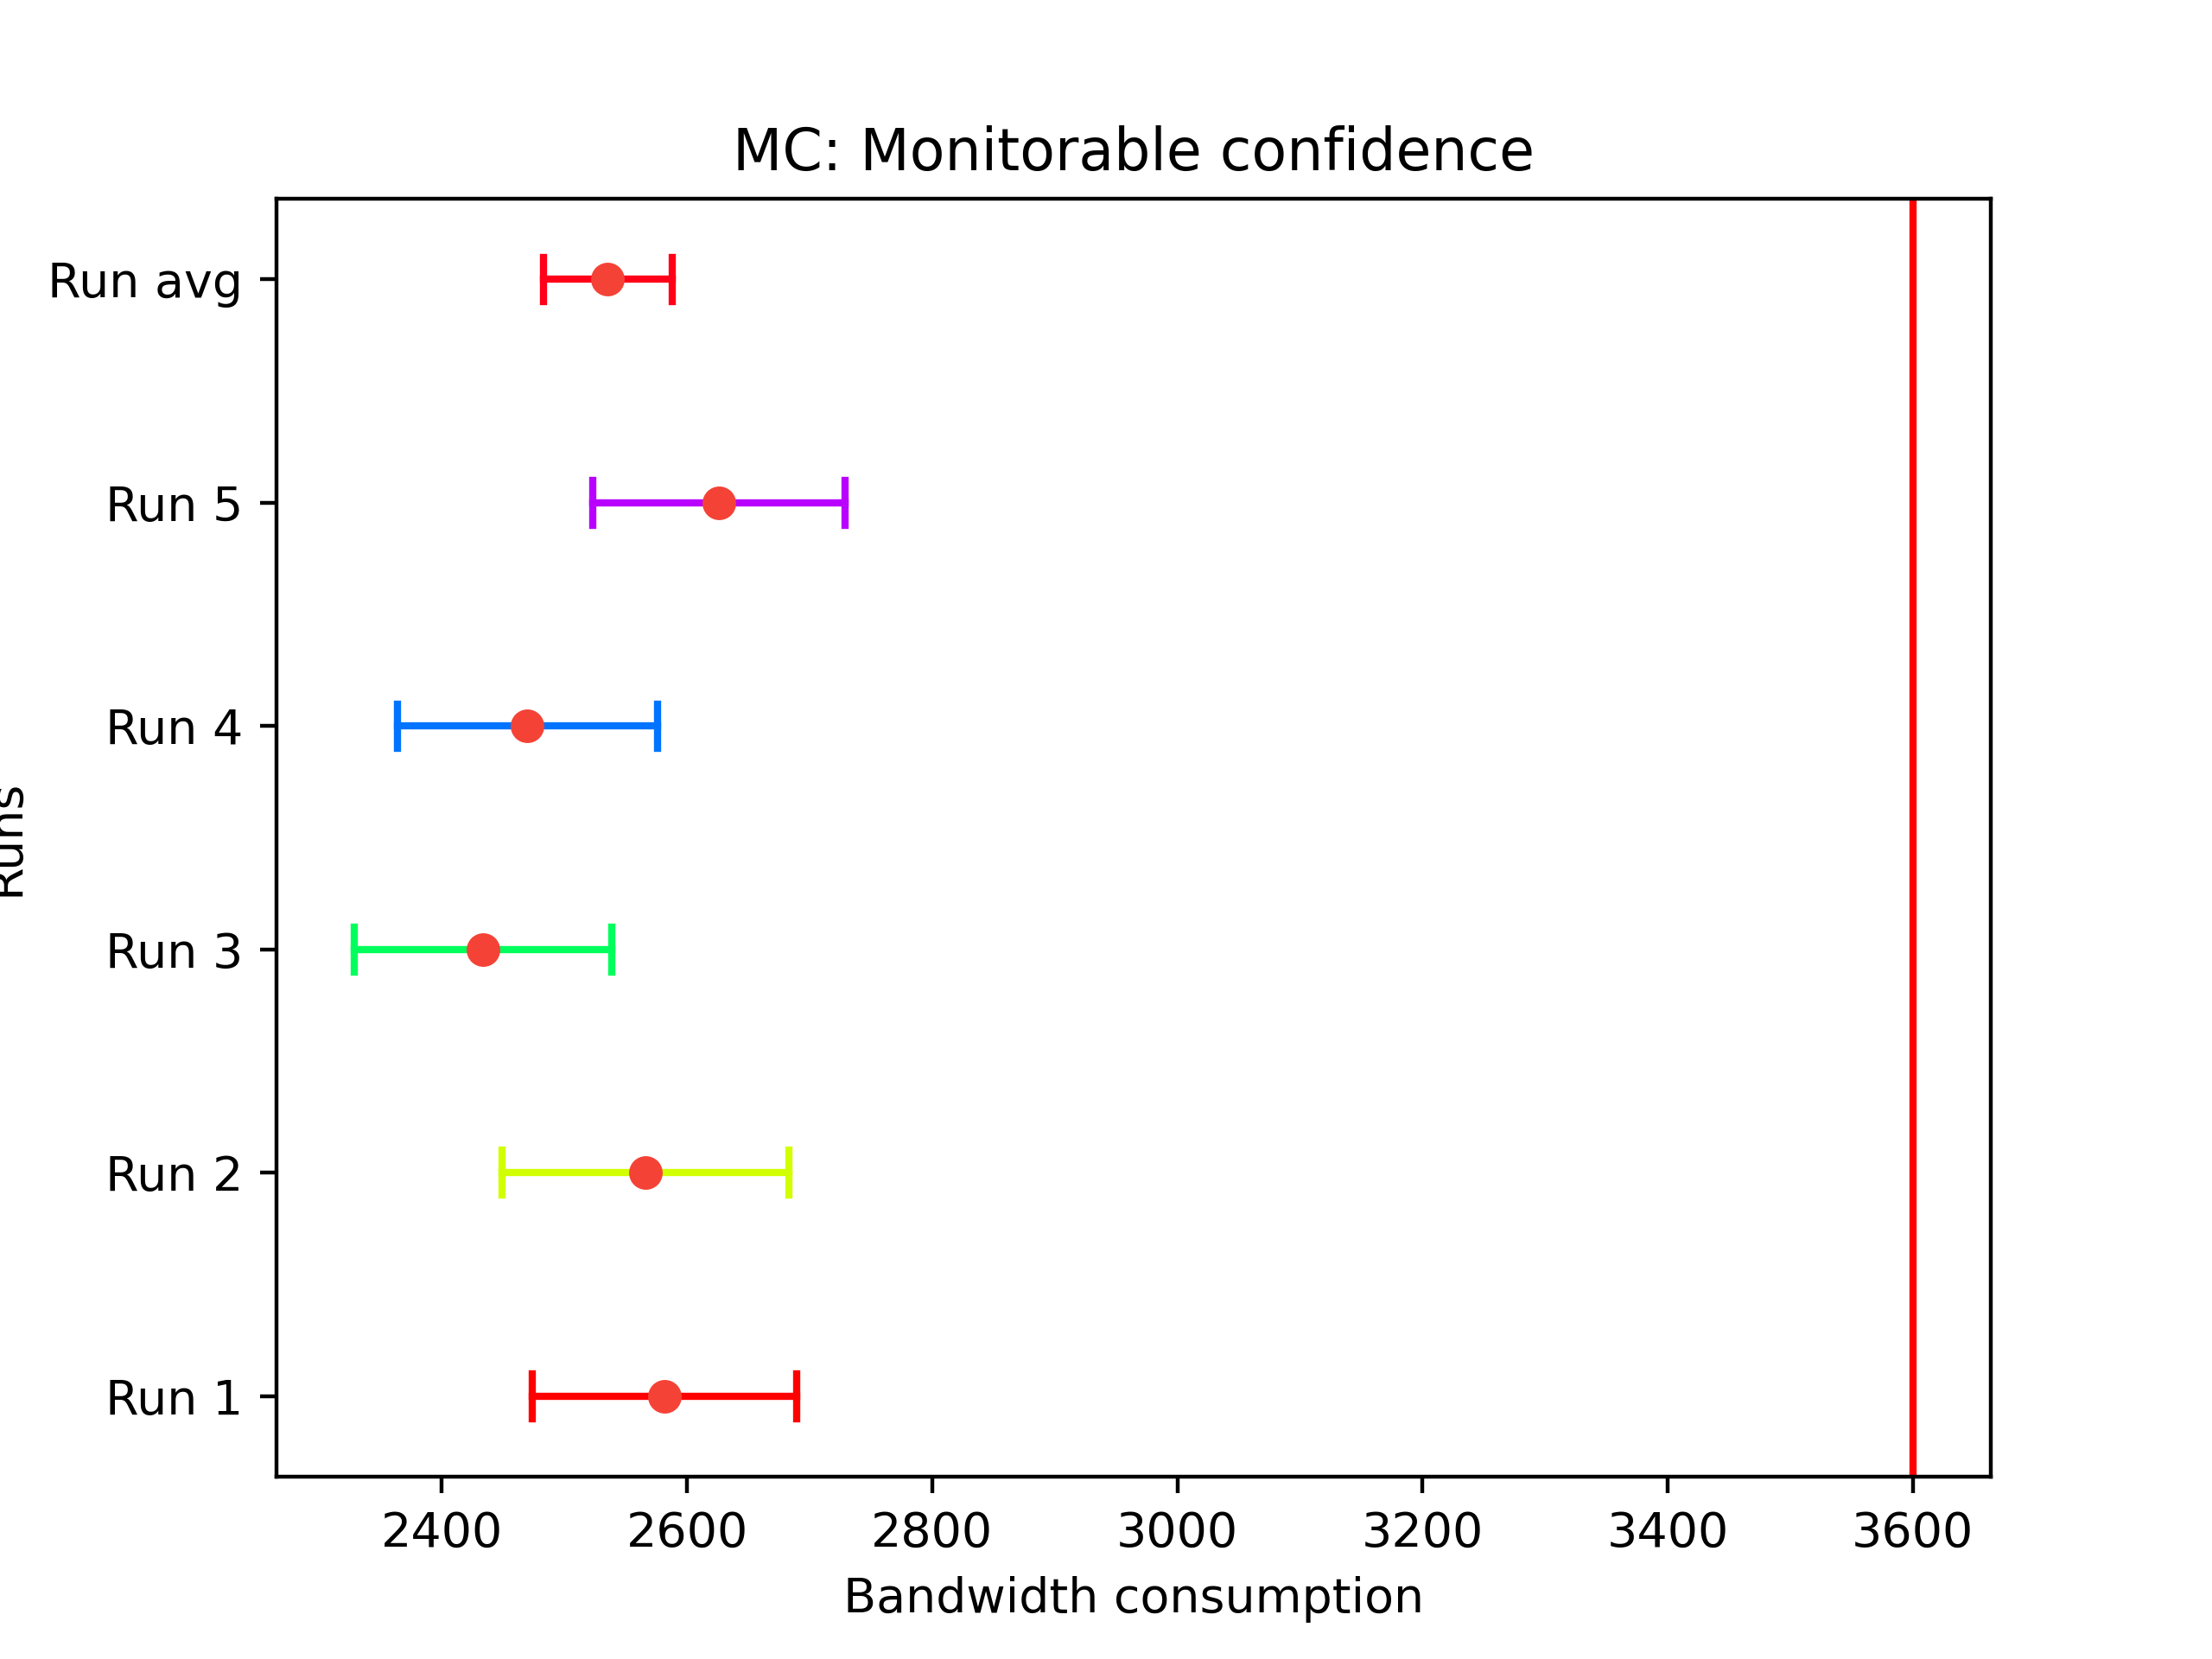 MC: Monitorable confidence
Run avg
Run 5
Run 4
Run 3
Run 2
Run 1
Runs
2400 2600 2800 3000 3200 3400 3600
Bandwidth consumption